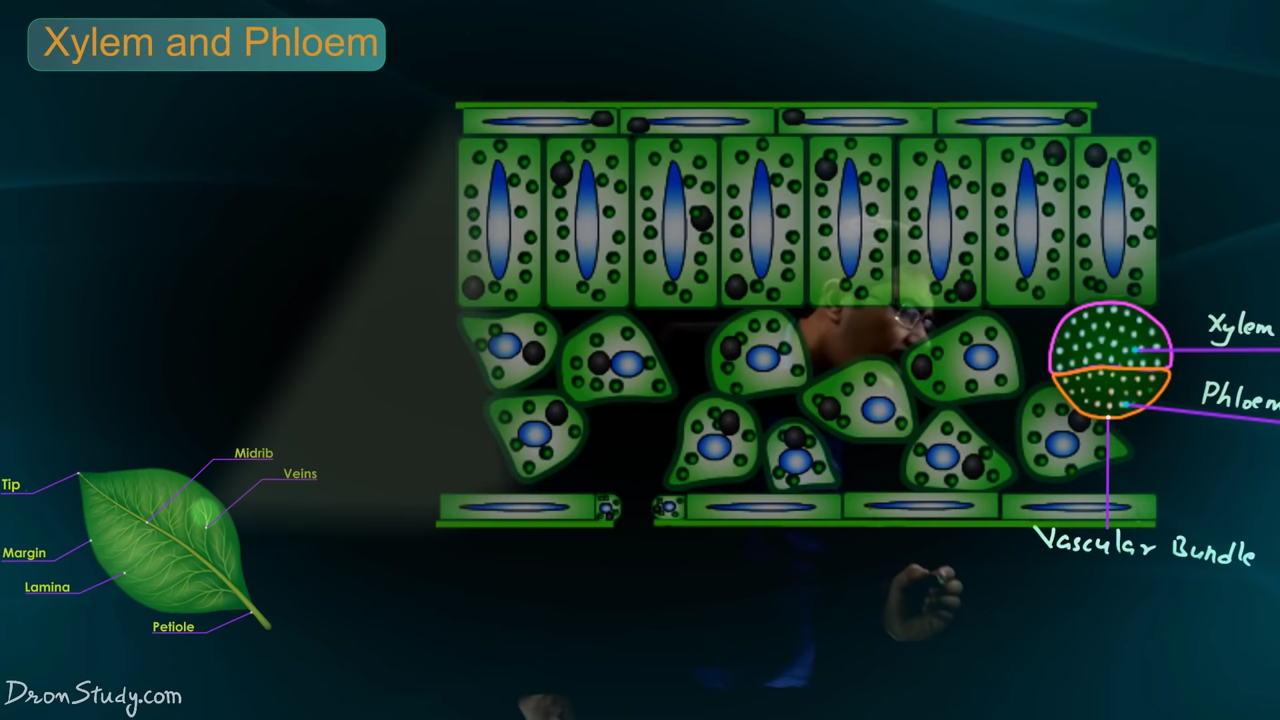 Xylem and Phloem
Xylem
Phloem
Vascular Bundle
Midrib
Veins
Tip
Margin
Lamina
Petiole
DronStudy.com